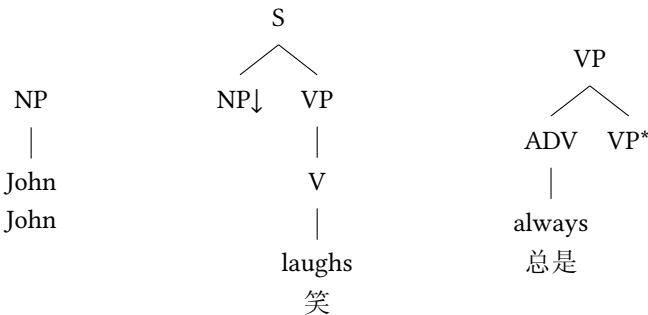 S
VP
NP
NP↓ VP
ADV VP*
John
V
John
always
laughs
总是
笑